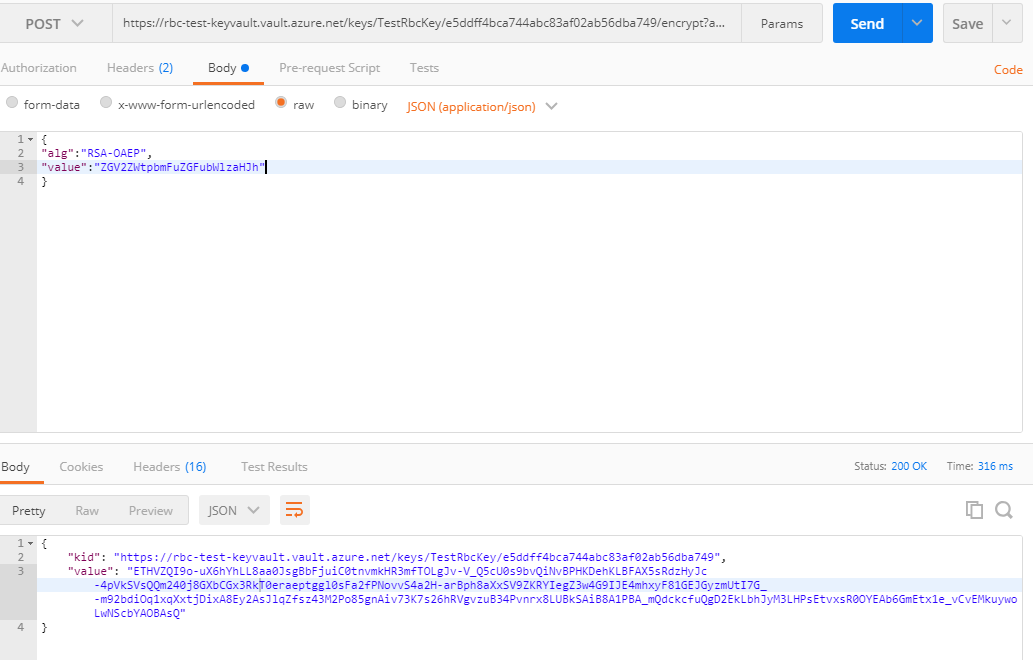 POST https://rbc-test-keyvault.vault.azure.net/keys/TestRbcKey/e5ddff4bca744abc83af02ab56dba749/encrypt?a... Params Send Save
Authorization Headers (2) Body Pre-request Script Tests Code
form-data x-www-form-urlencoded raw binary JSON (application/json)
1 {
2 "alg":"RSA-OAEP",
3 "value":"ZGV2ZWtpbmFuZGFubWlzaHJh"
4 }
Body Cookies Headers (16) Test Results Status: 200 OK Time: 316 ms
Pretty Raw Preview JSON
1 {
2 "kid": "https://rbc-test-keyvault.vault.azure.net/keys/TestRbcKey/e5ddff4bca744abc83af02ab56dba749",
3 "value": "ETHVZQI9o-uX6hYhLL8aa0JsgBbFjuiC0tnvmkHR3mfTOLgJv-V_Q5cU0s9bvQiNvBPHKDehKLBFAX5sRdzHyJc
-4pVkSVsQQm240j8GXbCGx3RkT0eraeptggl0sFa2fPNovvS4a2H-arBph8aXxSV9ZKRYIegZ3w4G9IJE4mhxyF81GEJGyzmUtI7G_
-m92bdiOq1xqXxtjDixA8Ey2AsJlqZfsz43M2Po85gnAiv73K7s26hRVgvzuB34Pvnrx8LUBkSAiB8A1PBA_mQdckcfuQgD2EkLbhJyM3LHPsEtvxsR0OYEAb6GmEtx1e_vCvEMkuywo
LwNScbYAOBAsQ"
4 }